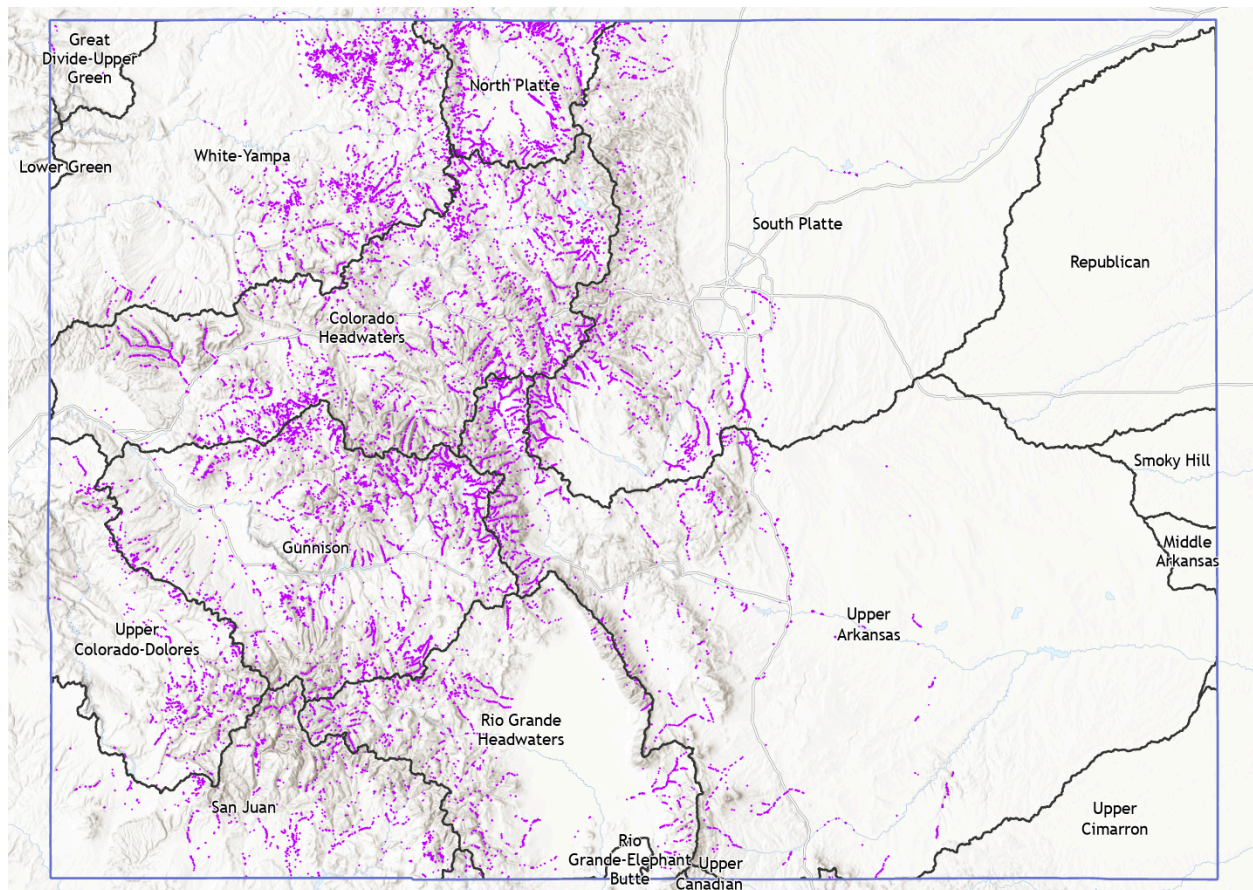 Great
Divide-Upper
Green
North Platte
White-Yampa
Lower Green
South Platte
Republican
Colorado
Headwaters
Smoky Hill
Gunnison
Middle
Arkansas
Upper
Colorado-Dolores
Upper
Arkansas
Rio Grande
Headwaters
San Juan
Upper
Cimarron
Rio
Grande-Elephant
Butte
Upper
Canadian